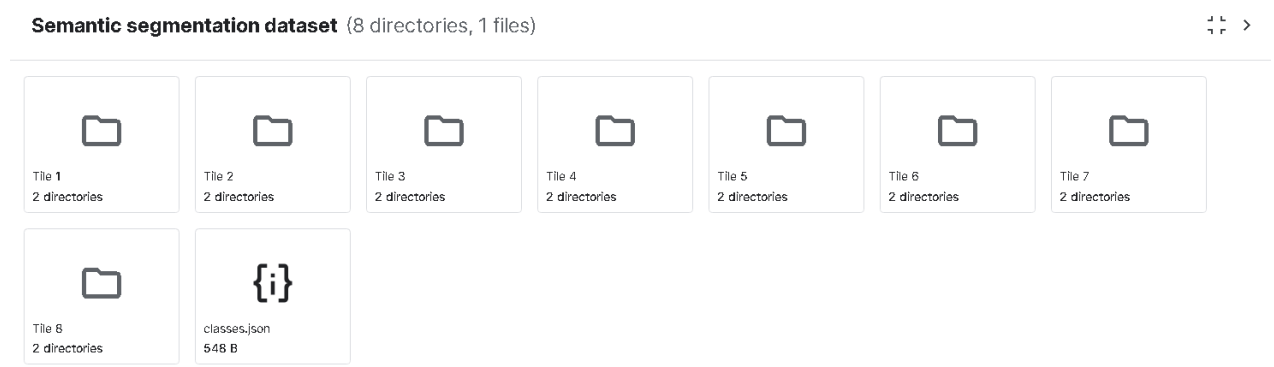 Semantic segmentation dataset (8 directories, 1 files)
Tile 1
2 directories
Tile 2
2 directories
Tile 3
2 directories
Tile 4
2 directories
Tile 5
2 directories
Tile 6
2 directories
Tile 7
2 directories
Tile 8
2 directories
{i}
classes.json
548 B